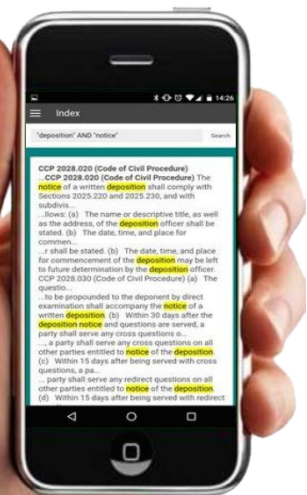 14:26
Index
"deposition" AND "notice" Search
CCP 2028.020 (Code of Civil Procedure)
...CCP 2028.020 (Code of Civil Procedure) The
notice of a written deposition shall comply with
Sections 2025.220 and 2025.230, and with
subdivis...
...llows: (a) The name or descriptive title, as well
as the address, of the deposition officer shall be
stated. (b) The date, time, and place for
commen...
...r shall be stated. (b) The date, time, and place
for commencement of the deposition may be left
to future determination by the deposition officer.
CCP 2028.030 (Code of Civil Procedure) (a) The
questio...
...to be propounded to the deponent by direct
examination shall accompany the notice of a
written deposition. (b) Within 30 days after the
deposition notice and questions are served, a
party shall serve cross questions o...
..., a party shall serve any cross questions on all
other parties entitled to notice of the deposition.
(c) Within 15 days after being served with cross
questions, a pa...
... party shall serve any redirect questions on all
other parties entitled to notice of the deposition.
(d) Within 15 days after being served with redirect